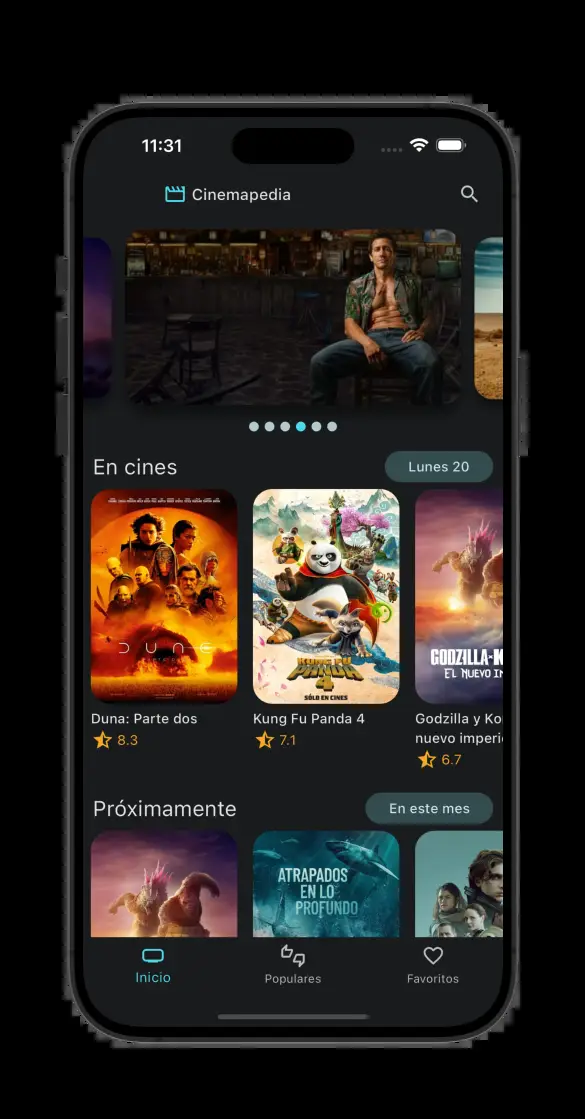 11:31
Cinemapedia
En cines
Lunes 20
DUNE
KUNG FU
PANDA
4
SÓLO EN CINES
GODZILLA-K
EL NUEVO IM
Duna: Parte dos
Kung Fu Panda 4
Godzilla y Ko
nuevo imperi
8.3
7.1
6.7
Próximamente
En este mes
ATRAPADOS
EN LO
PROFUNDO
Inicio
Populares
Favoritos